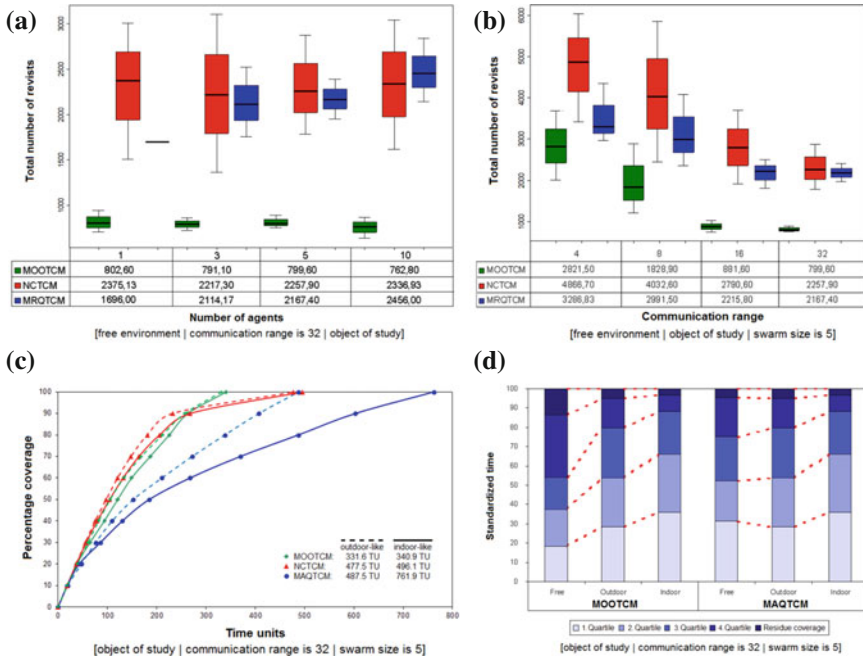 (a)
Total number of revists
3000
2500
2000
1500
1000
1 3 5 10
MOOTCM 802,60 791,10 799,60 762,80
NCTCM 2375,13 2217,30 2257,90 2336,93
MRQTCM 1696,00 2114,17 2167,40 2456,00
Number of agents
[free environment | communication range is 32 | object of study]
(b)
Total number of revists
6000
5000
4000
3000
2000
1000
4 8 16 32
MOOTCM 2821,50 1828,90 881,60 799,60
NCTCM 4866,70 4032,60 2790,60 2257,90
MRQTCM 3286,83 2991,50 2215,80 2167,40
Communication range
[free environment | object of study | swarm size is 5]
(c)
Percentage coverage
100
90
80
70
60
50
40
30
20
10
0
outdoor-like indoor-like
MOOTCM: 331.6 TU 340.9 TU
NCTCM: 477.5 TU 496.1 TU
MAQTCM: 487.5 TU 761.9 TU
0 100 200 300 400 500 600 700 800
Time units
[object of study | communication range is 32 | swarm size is 5]
(d)
Standardized time
100
90
80
70
60
50
40
30
20
10
0
Free Outdoor Indoor Free Outdoor Indoor
MOOTCM MAQTCM
1.Quartile 2.Quartile 3.Quartile 4.Quartile Residue coverage
[object of study | communication range is 32 | swarm size is 5]